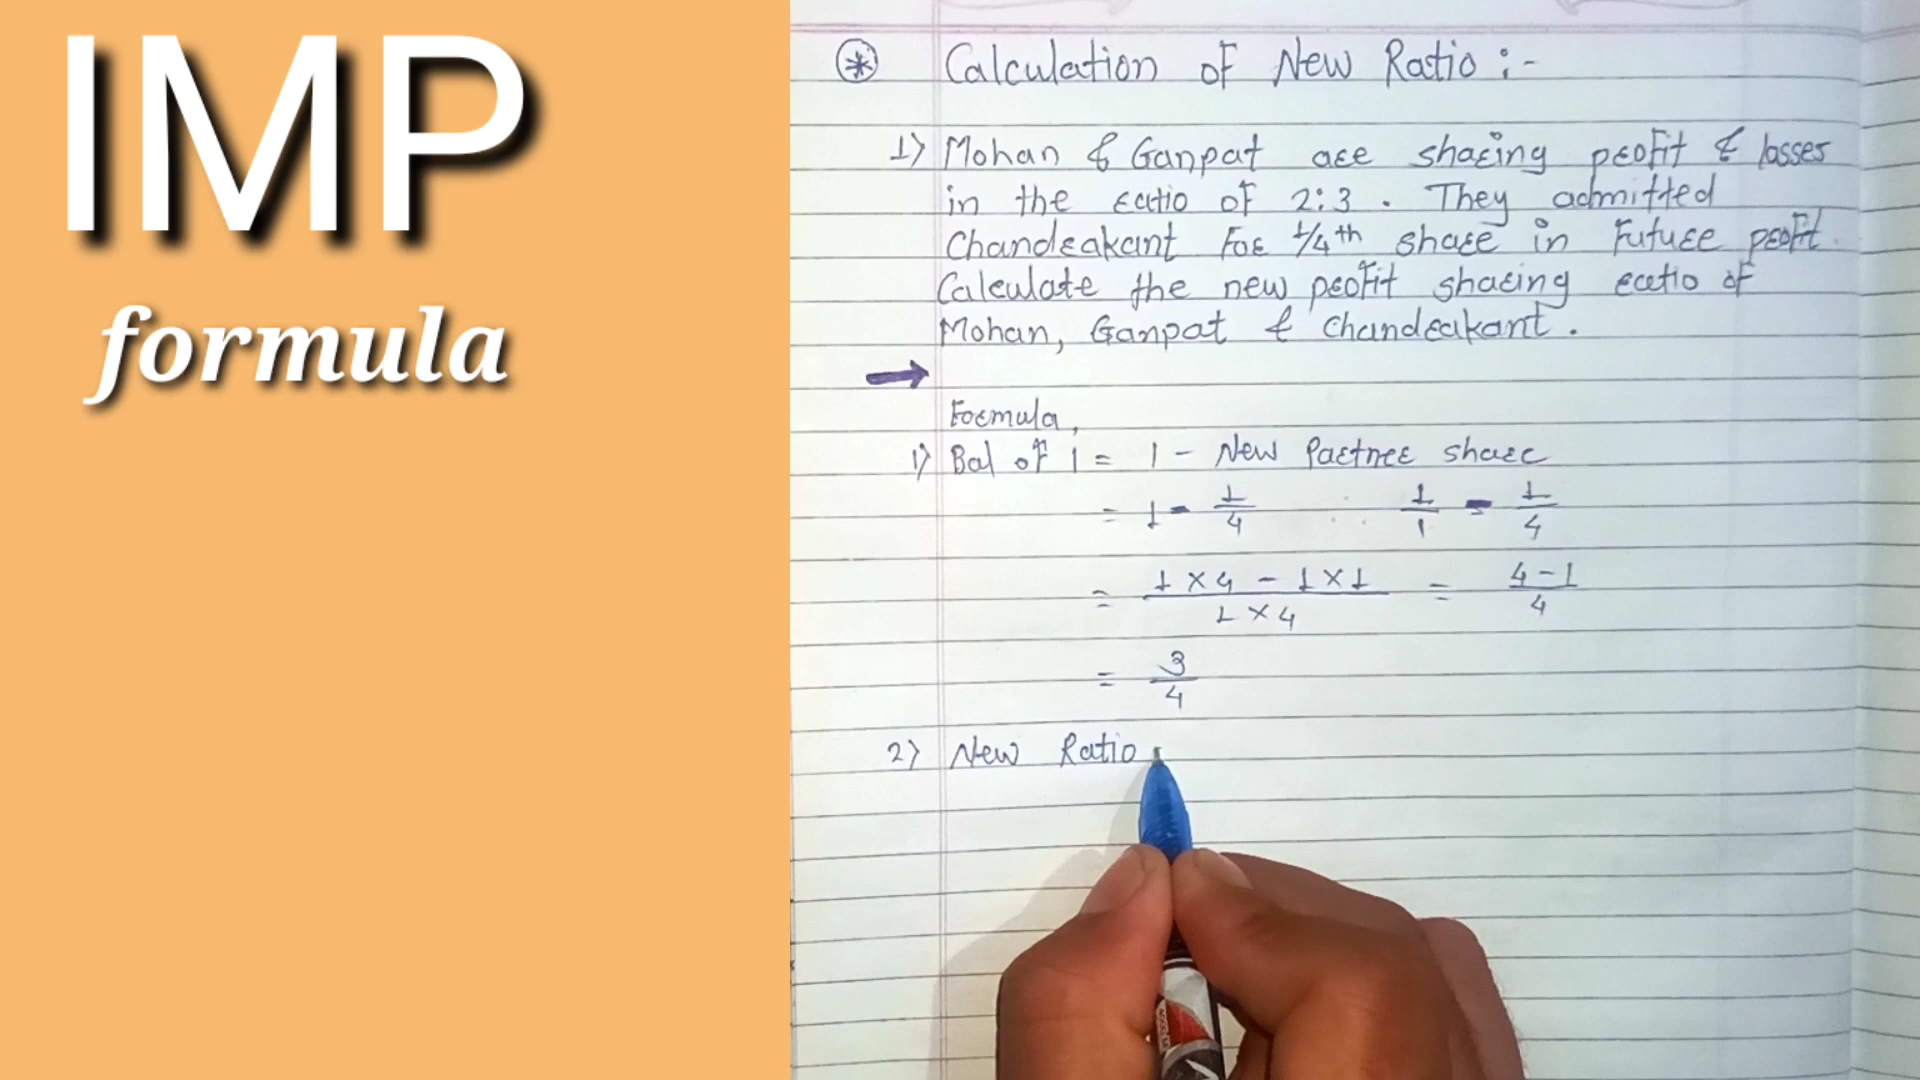 IMP
formula
* Calculation of New Ratio :-
1) Mohan & Ganpat are sharing profit & losses
in the ratio of 2:3 . They admitted
Chandrakant For 1/4th share in Future profit.
Calculate the new profit sharing ratio of
Mohan, Ganpat & Chandrakant .
→
Formula,
1) Bal of 1 = 1 - New Partner share
= 1 - 1/4 1/1 - 1/4
= 1 × 4 - 1 × 1 / 1 × 4 = 4 - 1 / 4
= 3/4
2) New Ratio